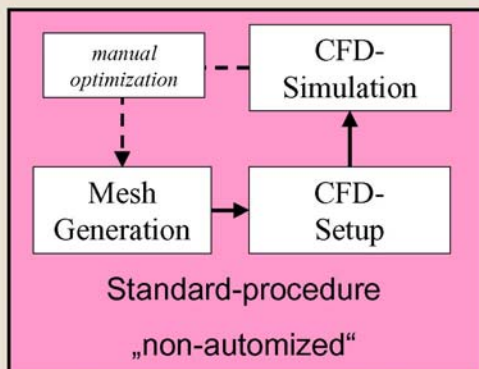 manual
optimization
CFD-
Simulation
Mesh
Generation
CFD-
Setup
Standard-procedure
„non-automized“